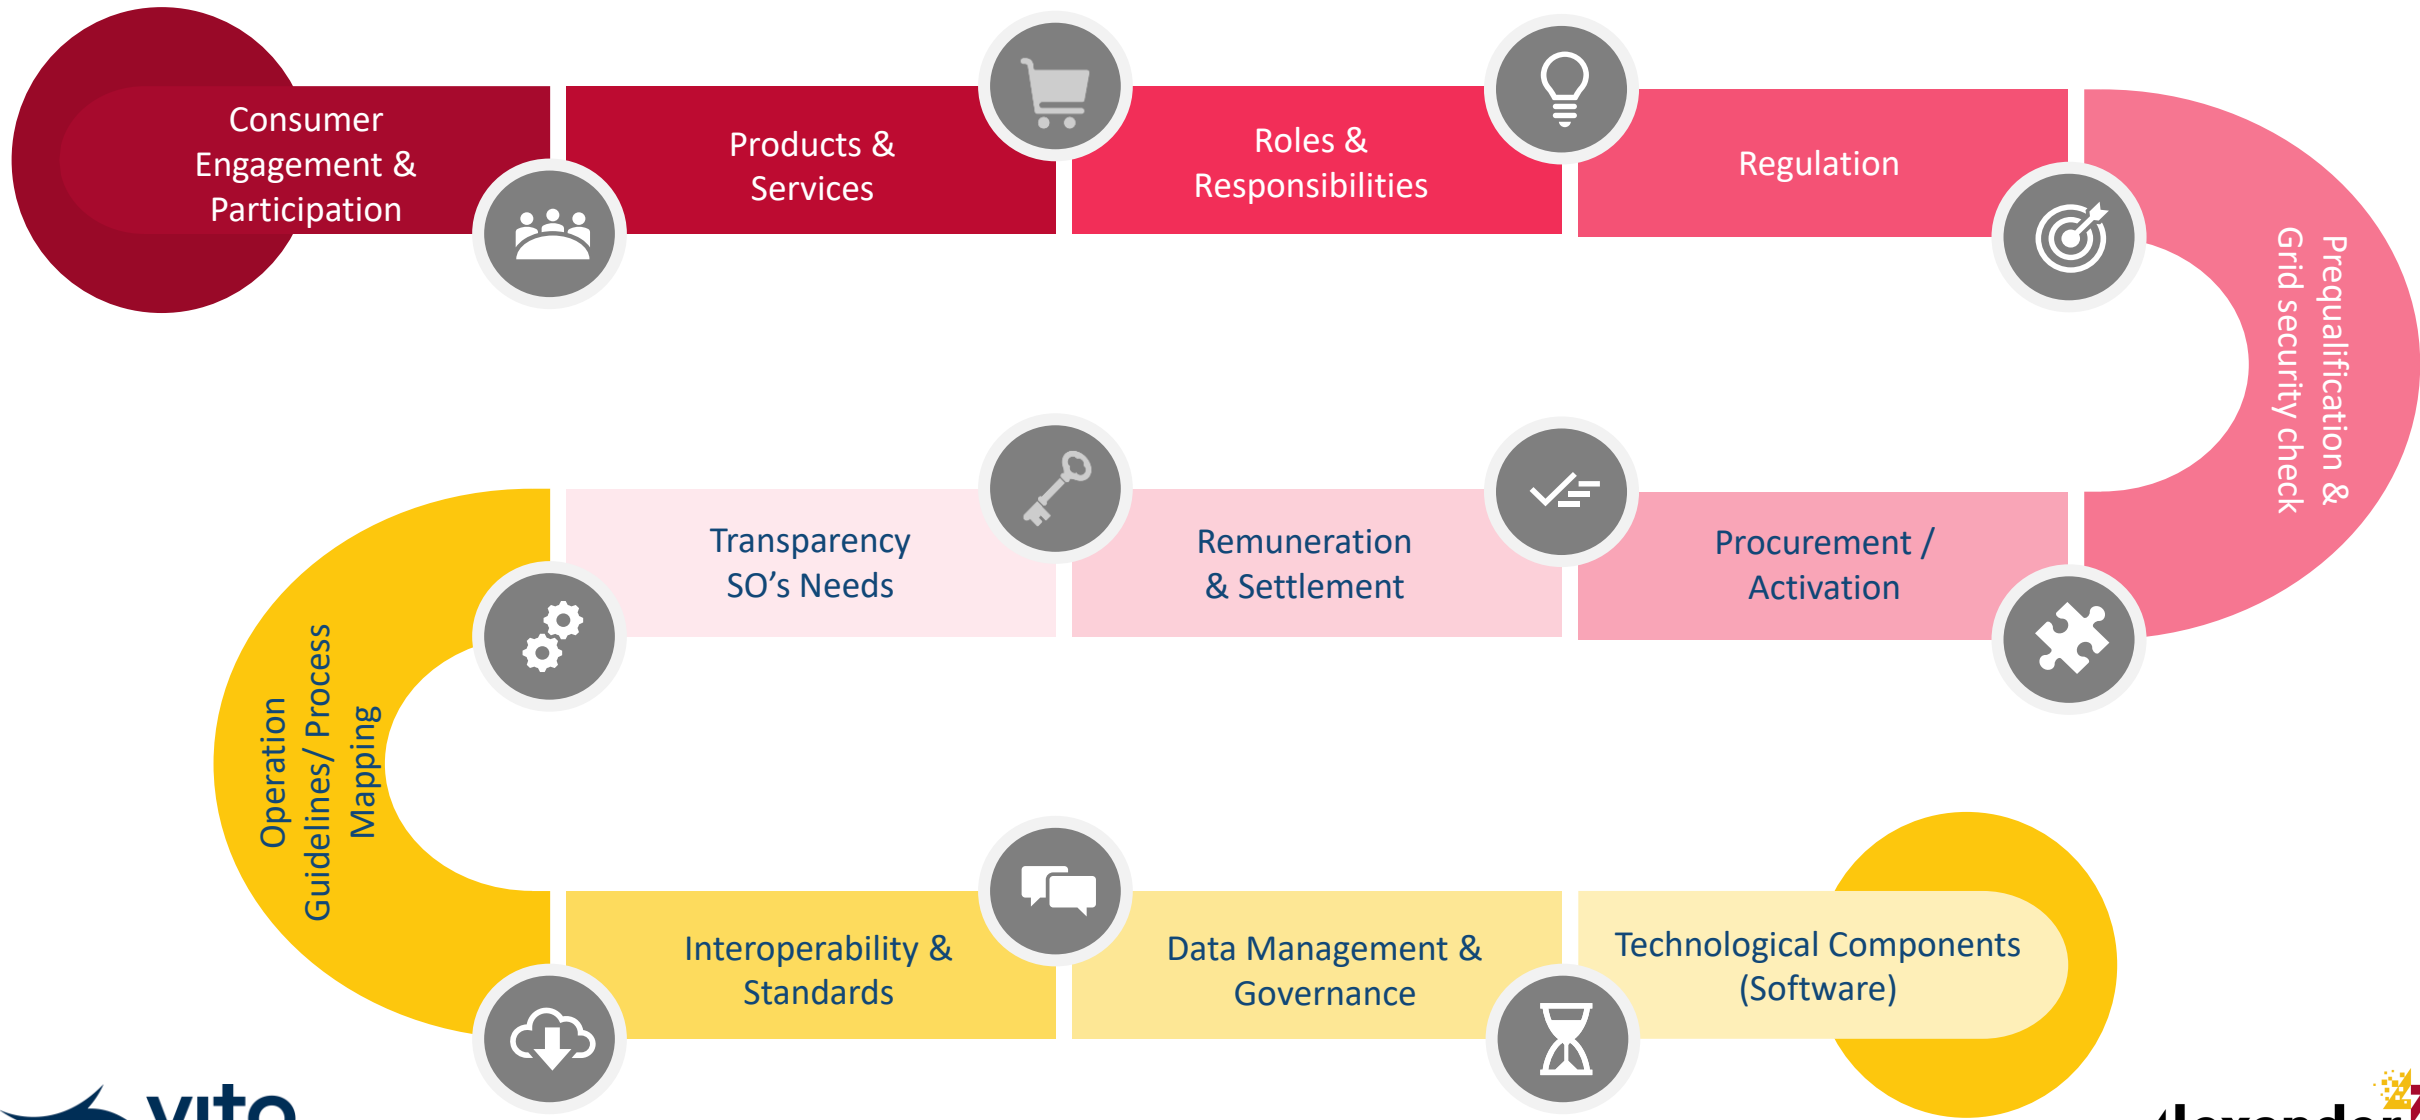 Consumer
Engagement &
Participation
Products &
Services
Roles &
Responsibilities
Regulation
Prequalification &
Grid security check
Procurement /
Activation
Remuneration
& Settlement
Transparency
SO's Needs
Operation
Guidelines/ Process
Mapping
Interoperability &
Standards
Data Management &
Governance
Technological Components
(Software)
vito